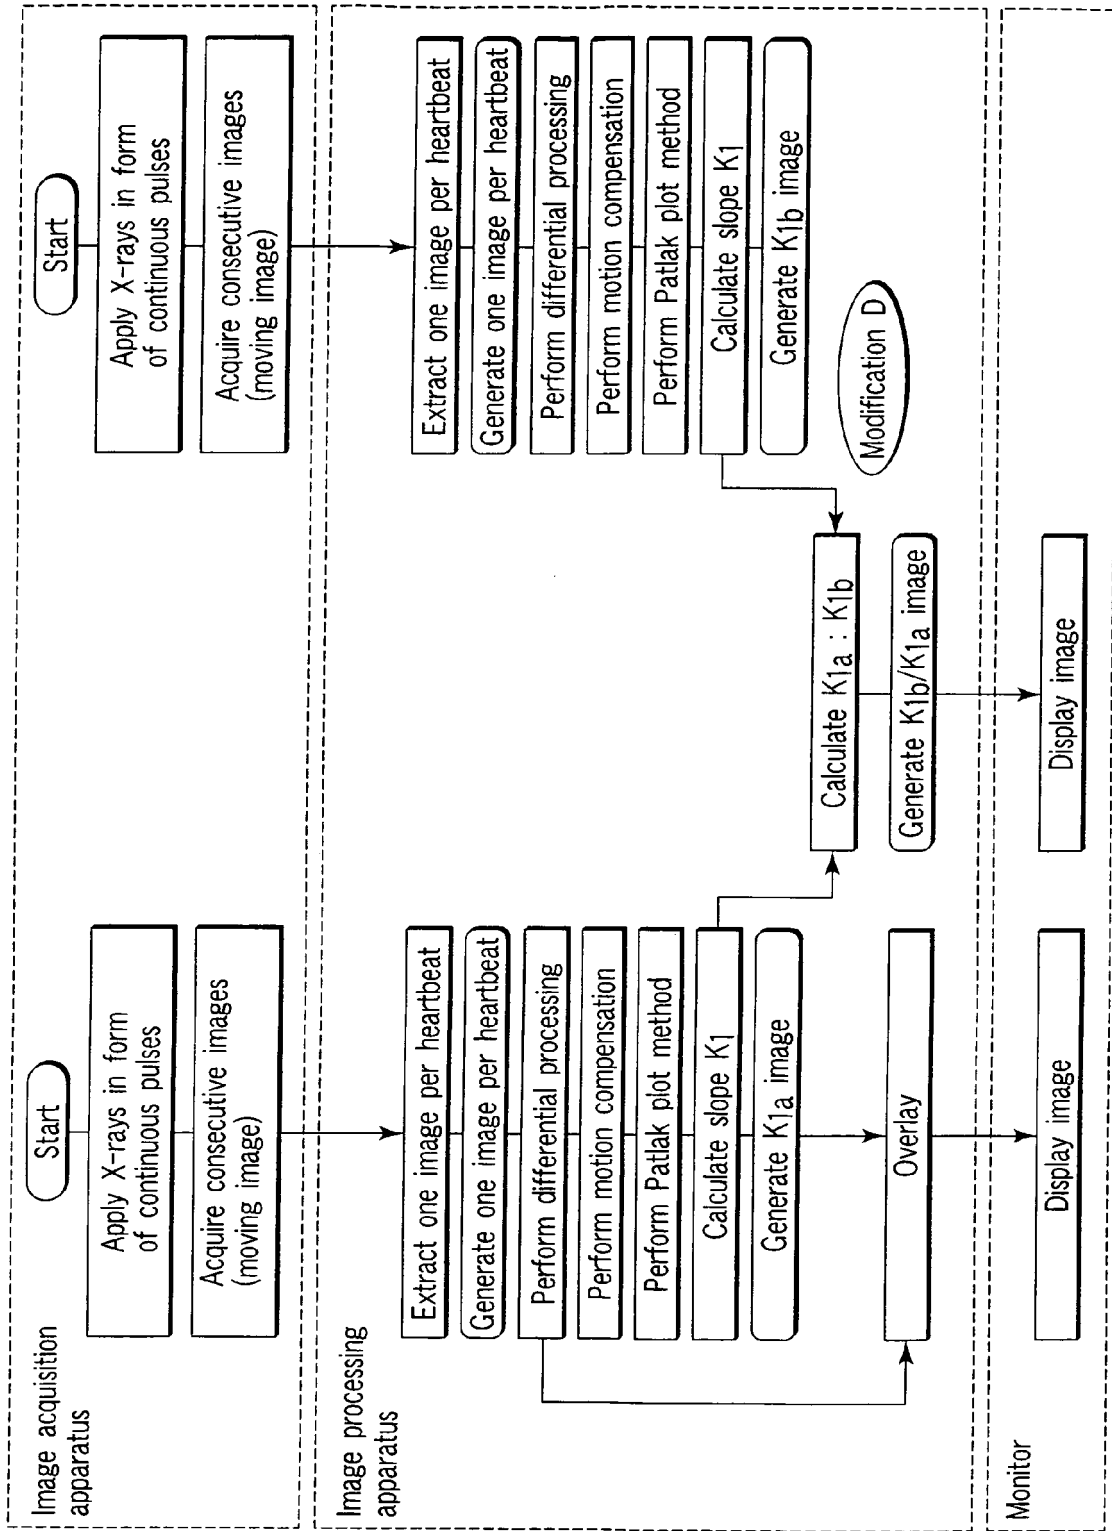 Image acquisition
apparatus
Start
Apply X-rays in form
of continuous pulses
Acquire consecutive images
(moving image)
Start
Apply X-rays in form
of continuous pulses
Acquire consecutive images
(moving image)
Image processing
apparatus
Extract one image per heartbeat
Generate one image per heartbeat
Perform differential processing
Perform motion compensation
Perform Patlak plot method
Calculate slope K1
Generate K1a image
Overlay
Extract one image per heartbeat
Generate one image per heartbeat
Perform differential processing
Perform motion compensation
Perform Patlak plot method
Calculate slope K1
Generate K1b image
Calculate K1a : K1b
Generate K1b/K1a image
Modification D
Monitor
Display image
Display image